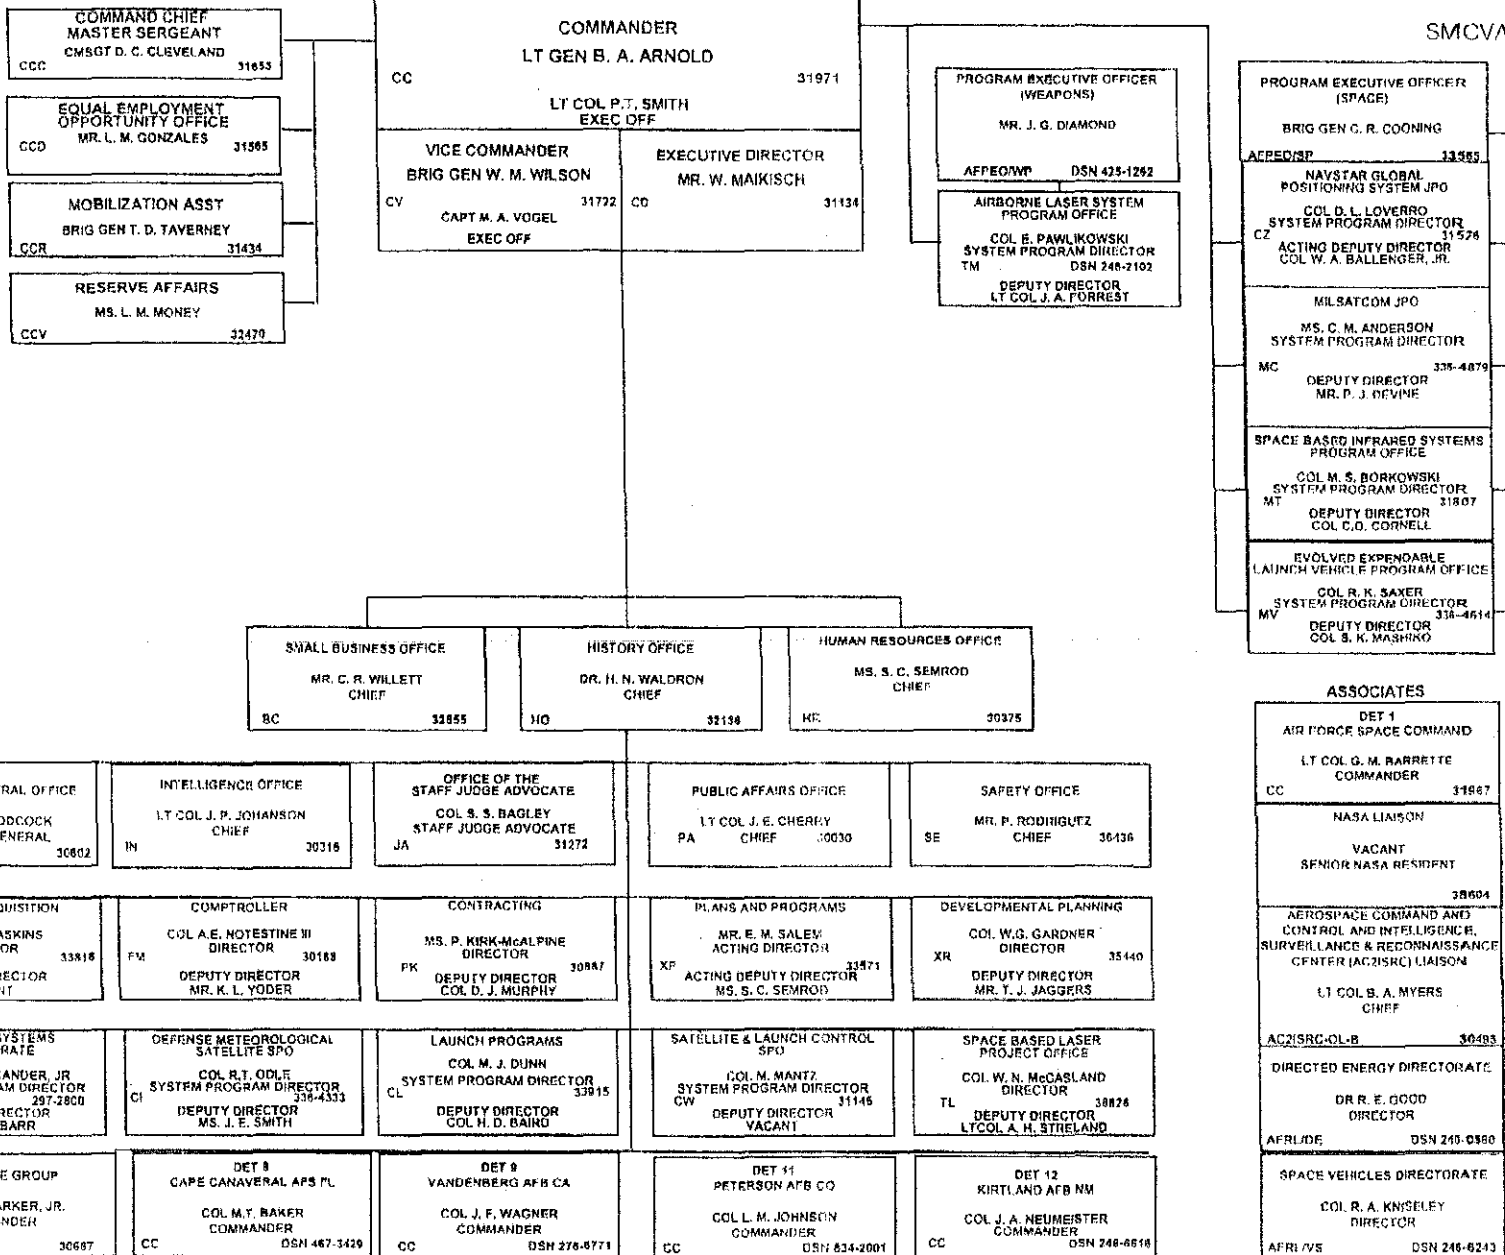 COMMAND CHIEF
MASTER SERGEANT
CMSGT D. C. CLEVELAND
CCC 31653
EQUAL EMPLOYMENT
OPPORTUNITY OFFICE
MR. L. M. GONZALES
CCD 31565
MOBILIZATION ASST
BRIG GEN T. D. TAVERNEY
CCR 31434
RESERVE AFFAIRS
MS. L. M. MONEY
CCV 32470
COMMANDER
LT GEN B. A. ARNOLD
CC 31971
LT COL P.T. SMITH
EXEC OFF
VICE COMMANDER
BRIG GEN W. M. WILSON
CV 31772
CAPT M. A. VOGEL
EXEC OFF
EXECUTIVE DIRECTOR
MR. W. MAIKISCH
CD 31134
PROGRAM EXECUTIVE OFFICER
(WEAPONS)
MR. J. G. DIAMOND
AFPEO/WP DSN 425-1262
AIRBORNE LASER SYSTEM
PROGRAM OFFICE
COL E. PAWLIKOWSKI
SYSTEM PROGRAM DIRECTOR
TM DSN 246-2102
DEPUTY DIRECTOR
LT COL J. A. FORREST
SMCVA
PROGRAM EXECUTIVE OFFICER
(SPACE)
BRIG GEN C. R. COONING
AFPEO/SP 33565
NAVSTAR GLOBAL
POSITIONING SYSTEM JPO
COL D. L. LOVERRO
SYSTEM PROGRAM DIRECTOR
CZ 31526
ACTING DEPUTY DIRECTOR
COL W. A. BALLENGER, JR.
MILSATCOM JPO
MS. C. M. ANDERSON
SYSTEM PROGRAM DIRECTOR
MC 336-4879
DEPUTY DIRECTOR
MR. P. J. DEVINE
SPACE BASED INFRARED SYSTEMS
PROGRAM OFFICE
COL M. S. BORKOWSKI
SYSTEM PROGRAM DIRECTOR
MT 31807
DEPUTY DIRECTOR
COL C.D. CORNELL
EVOLVED EXPENDABLE
LAUNCH VEHICLE PROGRAM OFFICE
COL R. K. SAXER
SYSTEM PROGRAM DIRECTOR
MV 336-4614
DEPUTY DIRECTOR
COL S. K. MASHIKO
SMALL BUSINESS OFFICE
MR. C. R. WILLETT
CHIEF
BC 32855
HISTORY OFFICE
DR. H. N. WALDRON
CHIEF
HO 32136
HUMAN RESOURCES OFFICE
MS. S. C. SEMROD
CHIEF
HR 30375
RAL OFFICE
DDCOCK
ENERAL
30602
INTELLIGENCE OFFICE
LT COL J. P. JOHANSON
CHIEF
IN 30316
OFFICE OF THE
STAFF JUDGE ADVOCATE
COL S. S. BAGLEY
STAFF JUDGE ADVOCATE
JA 31272
PUBLIC AFFAIRS OFFICE
LT COL J. E. CHERRY
PA CHIEF 30030
SAFETY OFFICE
MR. P. RODRIGUEZ
SE CHIEF 36436
QUISITION
ASKINS
OR
33816
RECTOR
NT
COMPTROLLER
COL A.E. NOTESTINE III
DIRECTOR
FM 30188
DEPUTY DIRECTOR
MR. K. L. YODER
CONTRACTING
MS. P. KIRK-McALPINE
DIRECTOR
PK 30887
DEPUTY DIRECTOR
COL D. J. MURPHY
PLANS AND PROGRAMS
MR. E. M. SALEM
ACTING DIRECTOR
XP 33571
ACTING DEPUTY DIRECTOR
MS. S. C. SEMROD
DEVELOPMENTAL PLANNING
COL. W.G. GARDNER
DIRECTOR
XR 35440
DEPUTY DIRECTOR
MR. T. J. JAGGERS
YSTEMS
RATE
ANDER, JR
AM DIRECTOR
297-2800
RECTOR
BARR
DEFENSE METEOROLOGICAL
SATELLITE SPO
COL R.T. ODLE
SYSTEM PROGRAM DIRECTOR
CI 336-4333
DEPUTY DIRECTOR
MS. J. E. SMITH
LAUNCH PROGRAMS
COL M. J. DUNN
SYSTEM PROGRAM DIRECTOR
CL 33915
DEPUTY DIRECTOR
COL H. D. BAIRD
SATELLITE & LAUNCH CONTROL
SPO
COL M. MANTZ
SYSTEM PROGRAM DIRECTOR
CW 31145
DEPUTY DIRECTOR
VACANT
SPACE BASED LASER
PROJECT OFFICE
COL W. N. McCASLAND
DIRECTOR
TL 38826
DEPUTY DIRECTOR
LTCOL A. H. STRELAND
E GROUP
ARKER, JR.
NDER
30687
DET 8
CAPE CANAVERAL AFS FL
COL M.T. BAKER
COMMANDER
CC DSN 467-3429
DET 9
VANDENBERG AFB CA
COL J. F. WAGNER
COMMANDER
CC DSN 276-6771
DET 11
PETERSON AFB CO
COL L. M. JOHNSON
COMMANDER
CC DSN 834-2001
DET 12
KIRTLAND AFB NM
COL J. A. NEUMEISTER
COMMANDER
CC DSN 246-6616
ASSOCIATES
DET 1
AIR FORCE SPACE COMMAND
LT COL G. M. BARRETTE
COMMANDER
CC 31967
NASA LIAISON
VACANT
SENIOR NASA RESIDENT
38604
AEROSPACE COMMAND AND
CONTROL AND INTELLIGENCE,
SURVEILLANCE & RECONNAISSANCE
CENTER (AC2ISRC) LIAISON
LT COL B. A. MYERS
CHIEF
AC2ISRC-OL-B 30493
DIRECTED ENERGY DIRECTORATE
DR R. E. GOOD
DIRECTOR
AFRL/DE DSN 246-0860
SPACE VEHICLES DIRECTORATE
COL R. A. KNISELEY
DIRECTOR
AFRL/VS DSN 246-6243